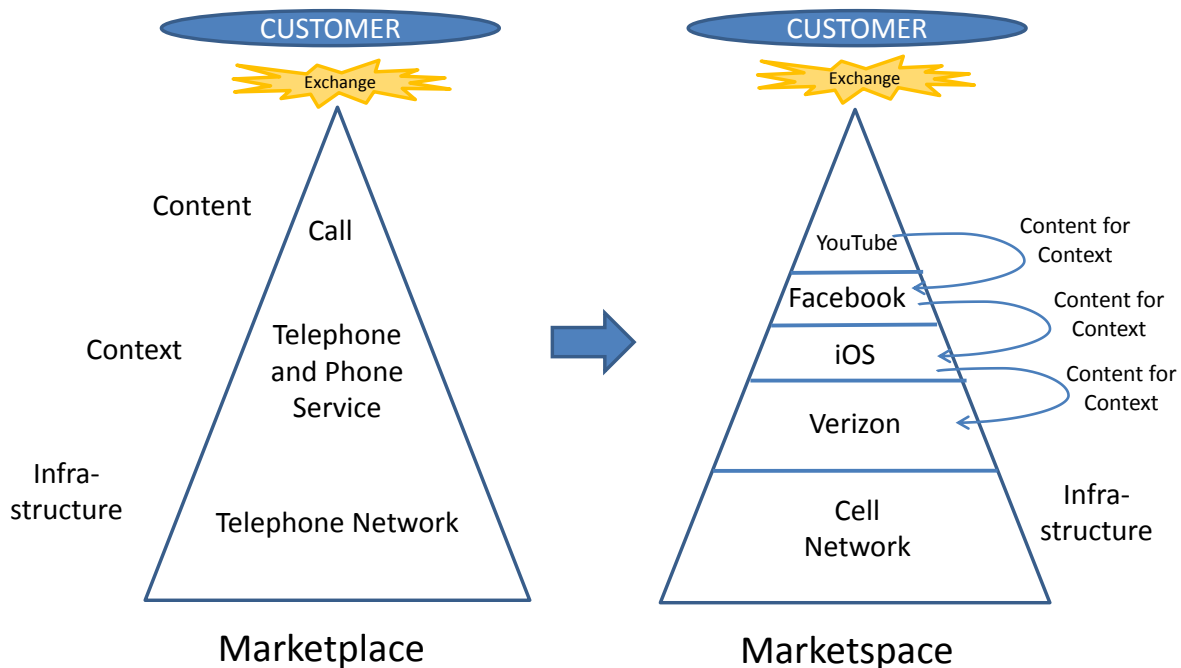 CUSTOMER
Exchange
Content
Call
Context
Telephone
and Phone
Service
Infra-
structure
Telephone Network
Marketplace
CUSTOMER
Exchange
YouTube
Content for
Context
Facebook
Content for
Context
iOS
Content for
Context
Verizon
Cell
Network
Infra-
structure
Marketspace